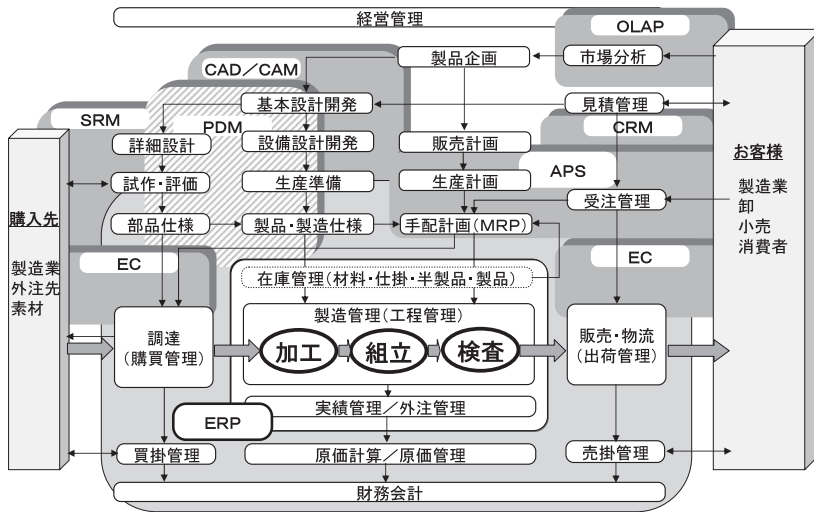 経営管理
OLAP
CAD／CAM
製品企画
市場分析
SRM
PDM
基本設計開発
見積管理
CRM
詳細設計
設備設計開発
販売計画
お客様
APS
製造業
卸
小売
消費者
試作・評価
生産準備
生産計画
受注管理
購入先
製造業
外注先
素材
部品仕様
製品・製造仕様
手配計画(MRP)
EC
EC
在庫管理(材料・仕掛・半製品・製品)
製造管理(工程管理)
調達
(購買管理)
加工
組立
検査
販売・物流
(出荷管理)
実績管理／外注管理
ERP
買掛管理
原価計算／原価管理
売掛管理
財務会計